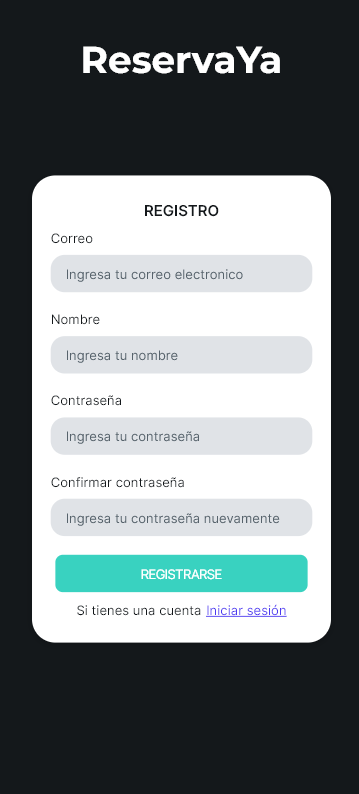 ReservaYa
REGISTRO
Correo
Ingresa tu correo electronico
Nombre
Ingresa tu nombre
Contraseña
Ingresa tu contraseña
Confirmar contraseña
Ingresa tu contraseña nuevamente
REGISTRARSE
Si tienes una cuenta Iniciar sesión